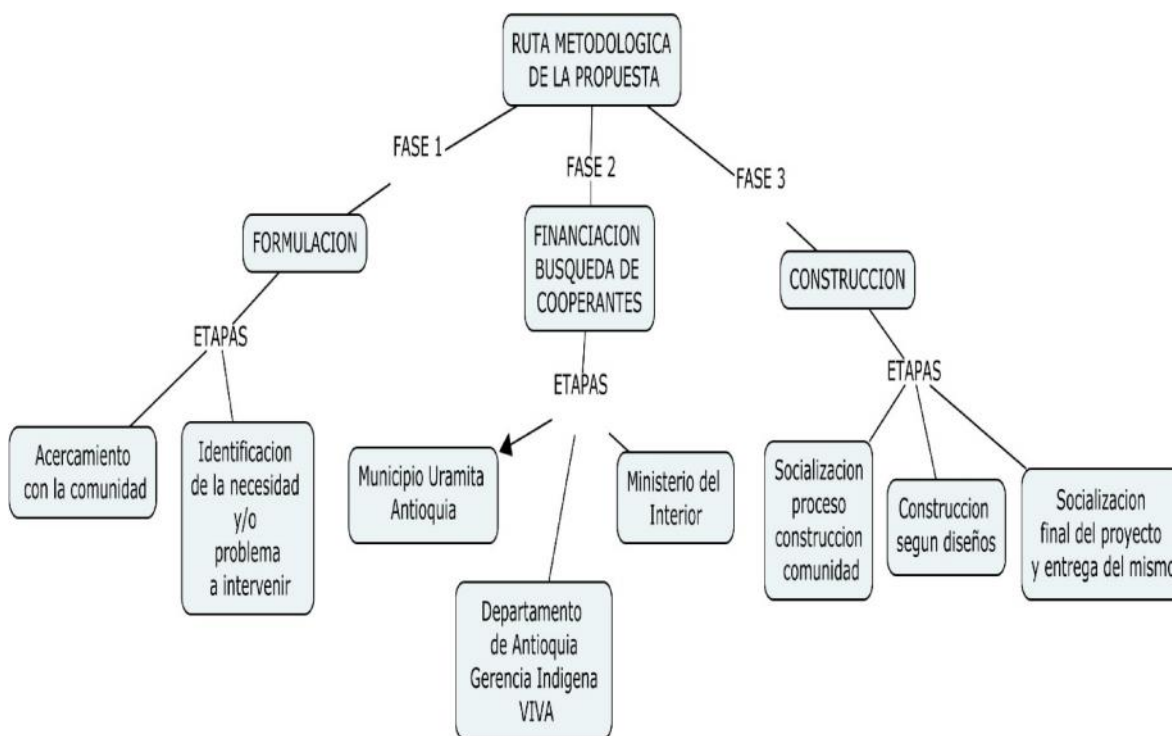 RUTA METODOLOGICA
DE LA PROPUESTA
FASE 1
FASE 2
FASE 3
FORMULACION
FINANCIACION
BUSQUEDA DE
COOPERANTES
CONSTRUCCION
ETAPAS
ETAPAS
ETAPAS
Acercamiento
con la comunidad
Identificacion
de la necesidad
y/o
problema
a intervenir
Municipio Uramita
Antioquia
Departamento
de Antioquia
Gerencia Indigena
VIVA
Ministerio del
Interior
Socializacion
proceso
construccion
comunidad
Construccion
segun diseños
Socializacion
final del proyecto
y entrega del mismo